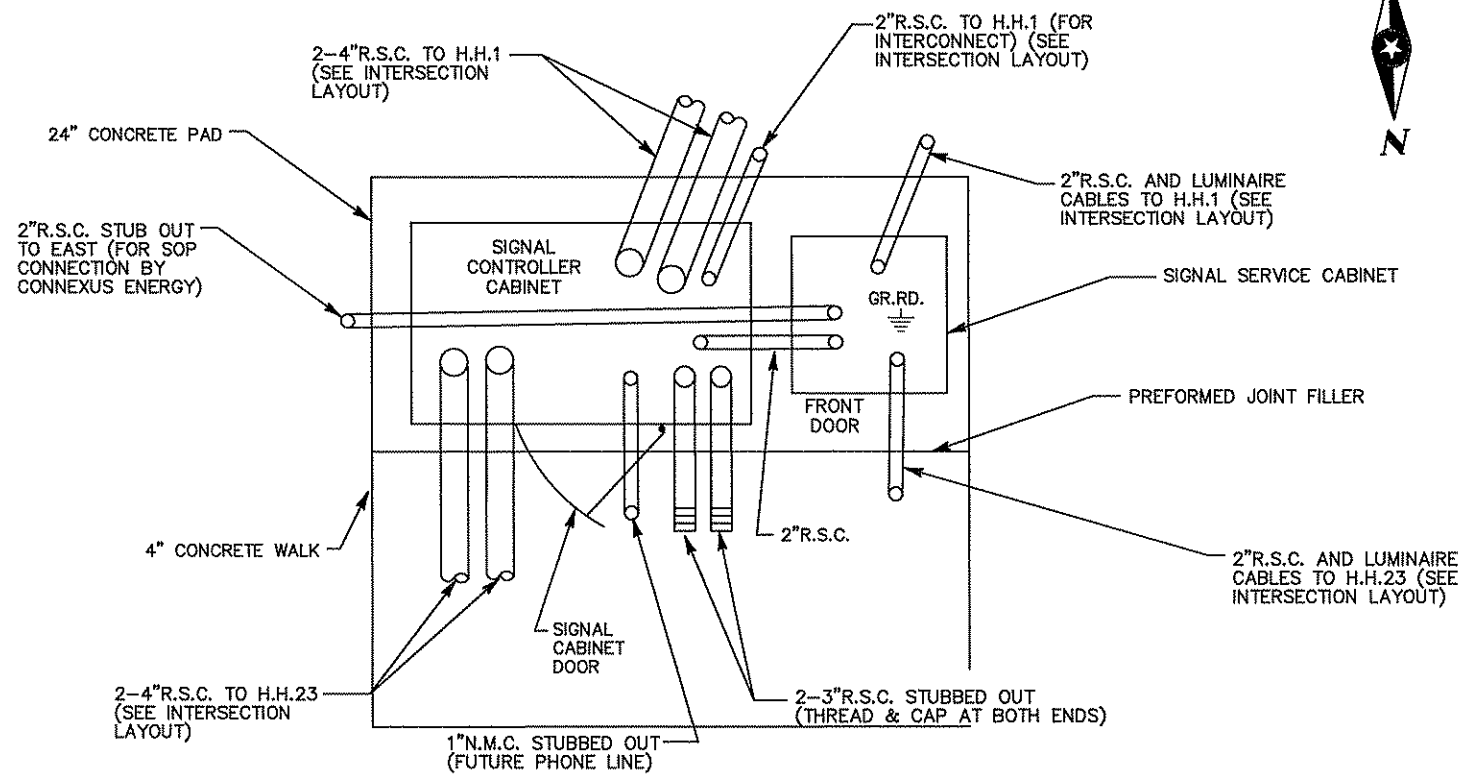 2"R.S.C. TO H.H.1 (FOR
INTERCONNECT) (SEE
INTERSECTION LAYOUT)
2-4"R.S.C. TO H.H.1
(SEE INTERSECTION
LAYOUT)
24" CONCRETE PAD
N
2"R.S.C. AND LUMINAIRE
CABLES TO H.H.1 (SEE
INTERSECTION LAYOUT)
2"R.S.C. STUB OUT
TO EAST (FOR SOP
CONNECTION BY
CONNEXUS ENERGY)
SIGNAL
CONTROLLER
CABINET
SIGNAL SERVICE CABINET
GR.RD.
FRONT
DOOR
PREFORMED JOINT FILLER
2"R.S.C.
4" CONCRETE WALK
2"R.S.C. AND LUMINAIRE
CABLES TO H.H.23 (SEE
INTERSECTION LAYOUT)
SIGNAL
CABINET
DOOR
2-4"R.S.C. TO H.H.23
(SEE INTERSECTION
LAYOUT)
2-3"R.S.C. STUBBED OUT
(THREAD & CAP AT BOTH ENDS)
1"N.M.C. STUBBED OUT
(FUTURE PHONE LINE)